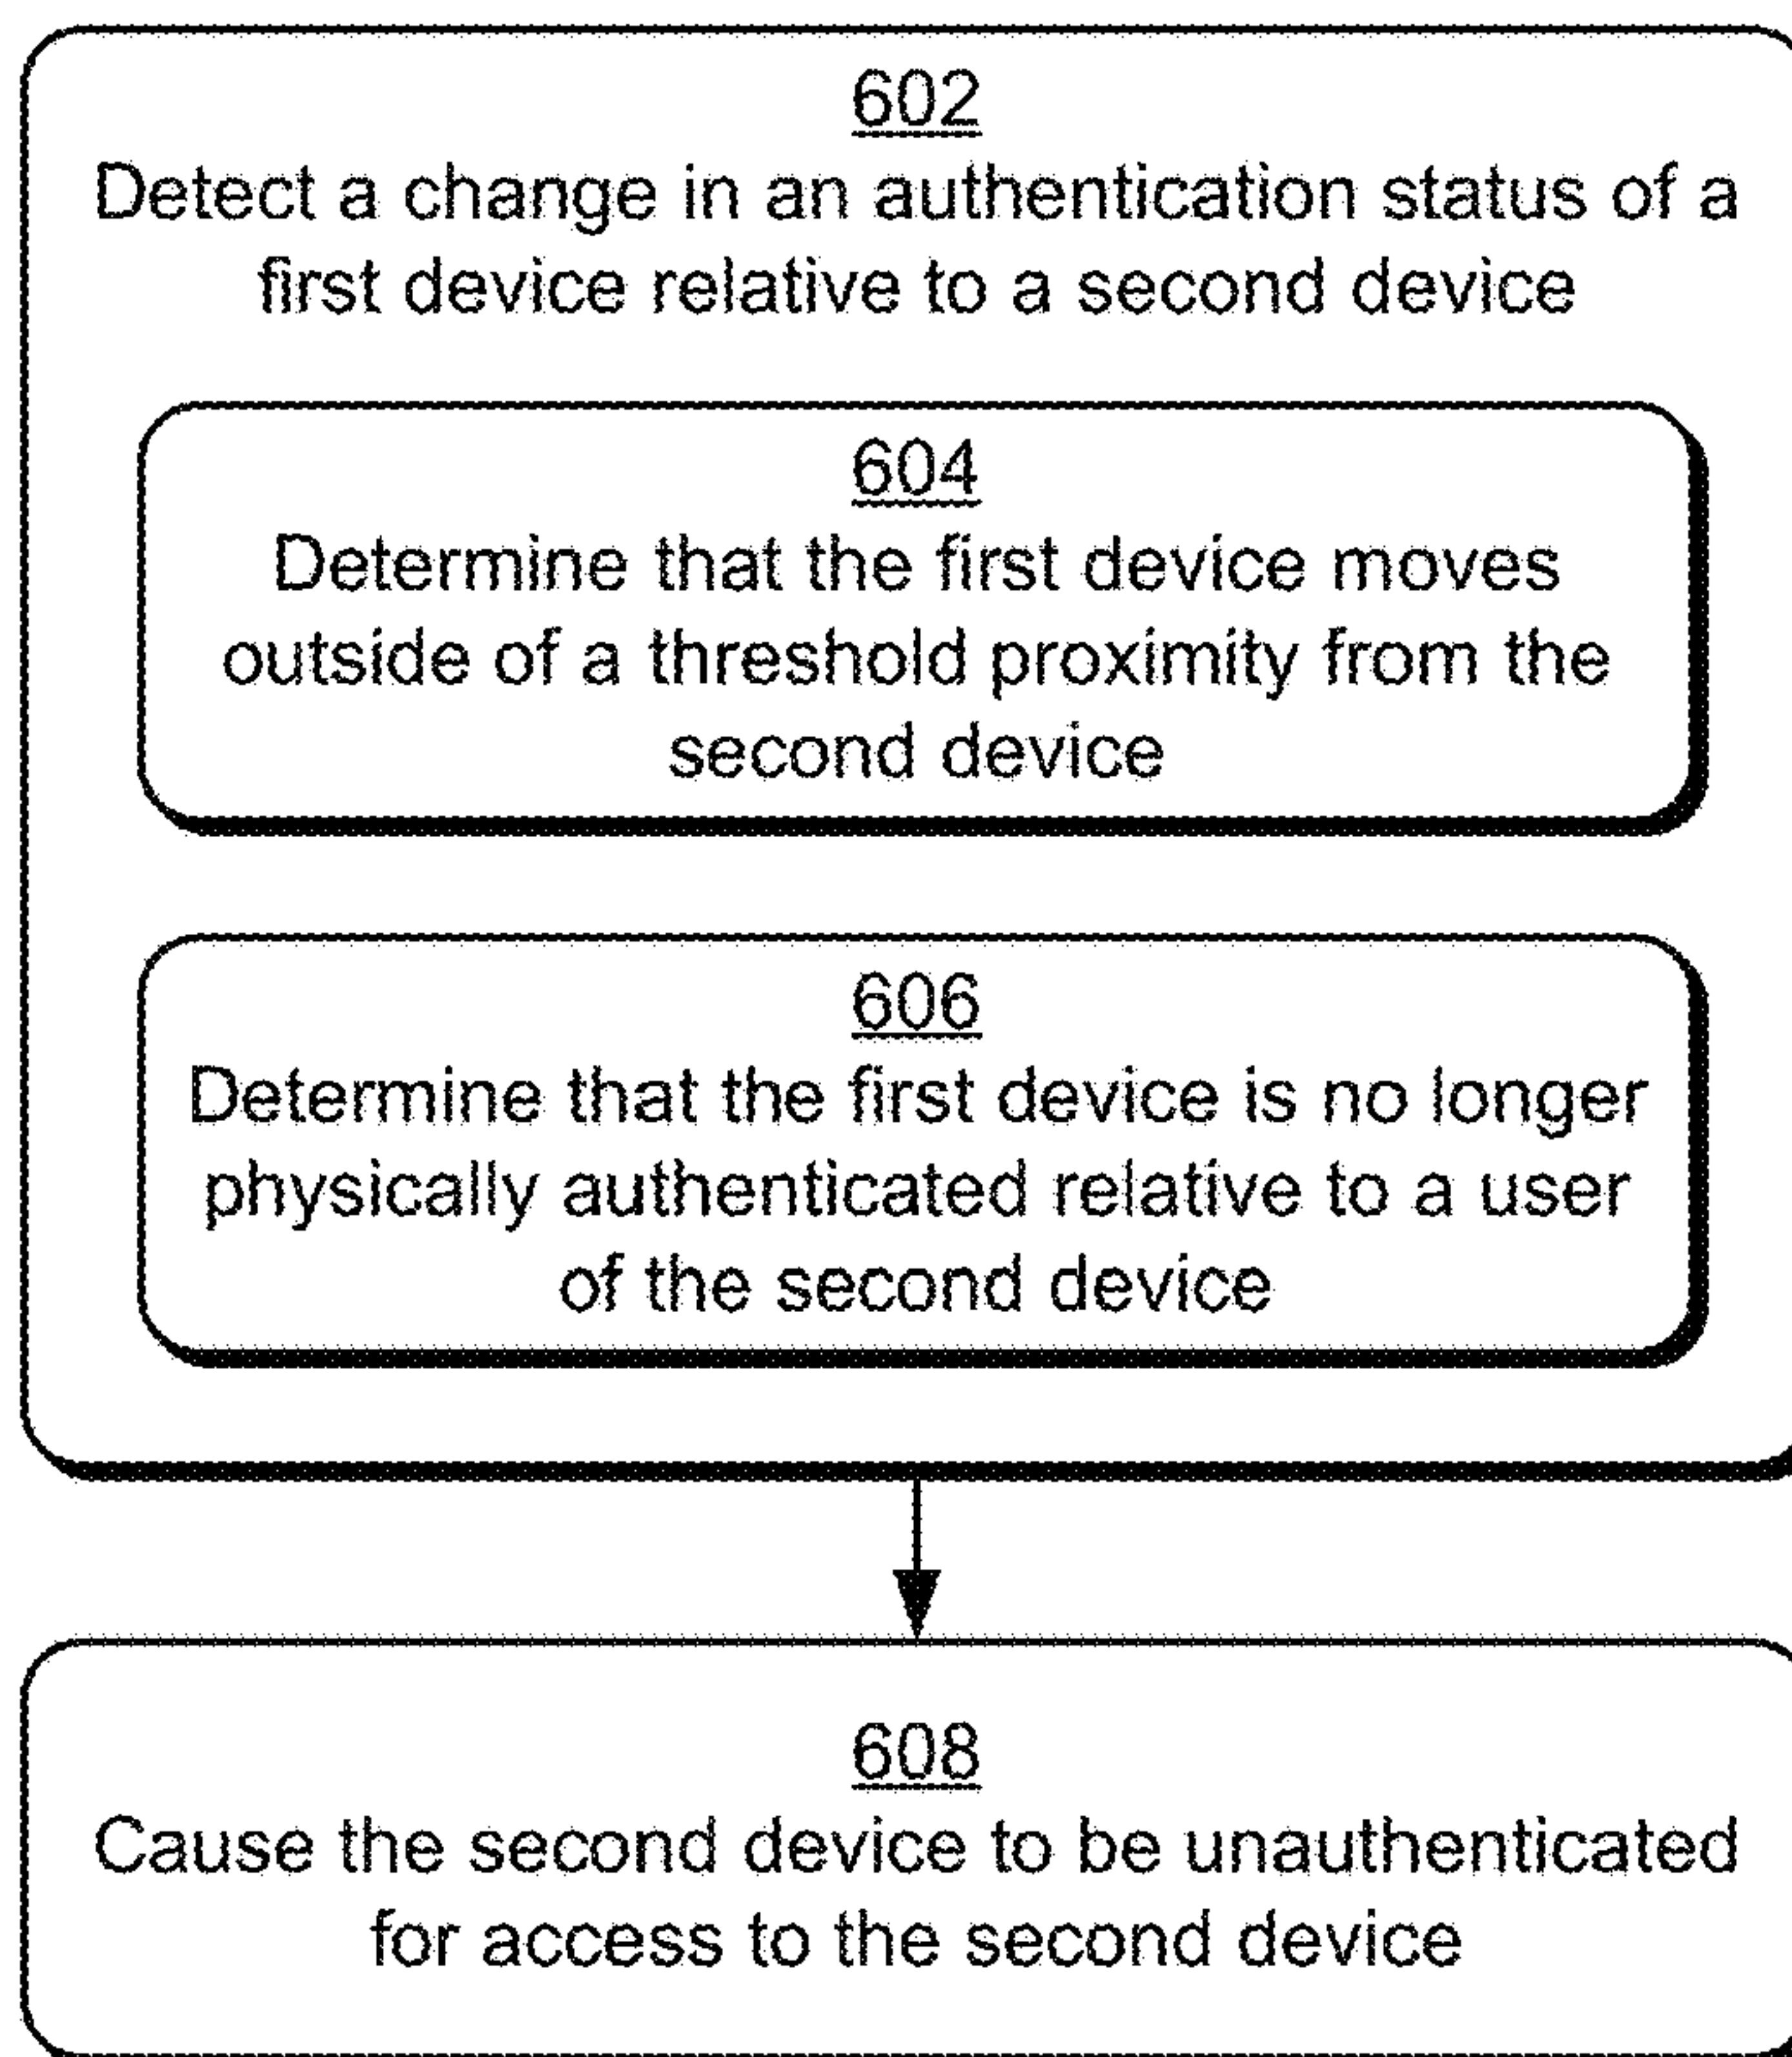 602
Detect a change in an authentication status of a
first device relative to a second device
604
Determine that the first device moves
outside of a threshold proximity from the
second device
606
Determine that the first device is no longer
physically authenticated relative to a user
of the second device
608
Cause the second device to be unauthenticated
for access to the second device